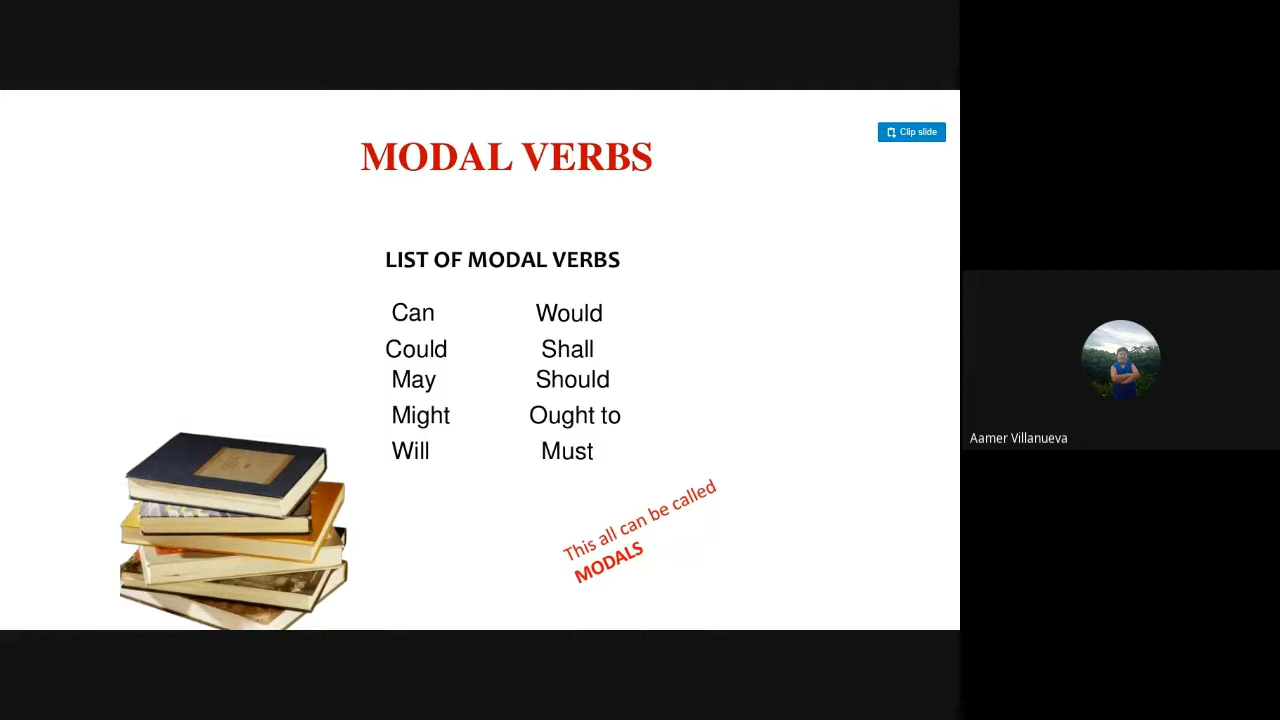 Clip slide
MODAL VERBS
LIST OF MODAL VERBS
Can Would
Could Shall
May Should
Might Ought to
Will Must
This all can be called
MODALS
Aamer Villanueva